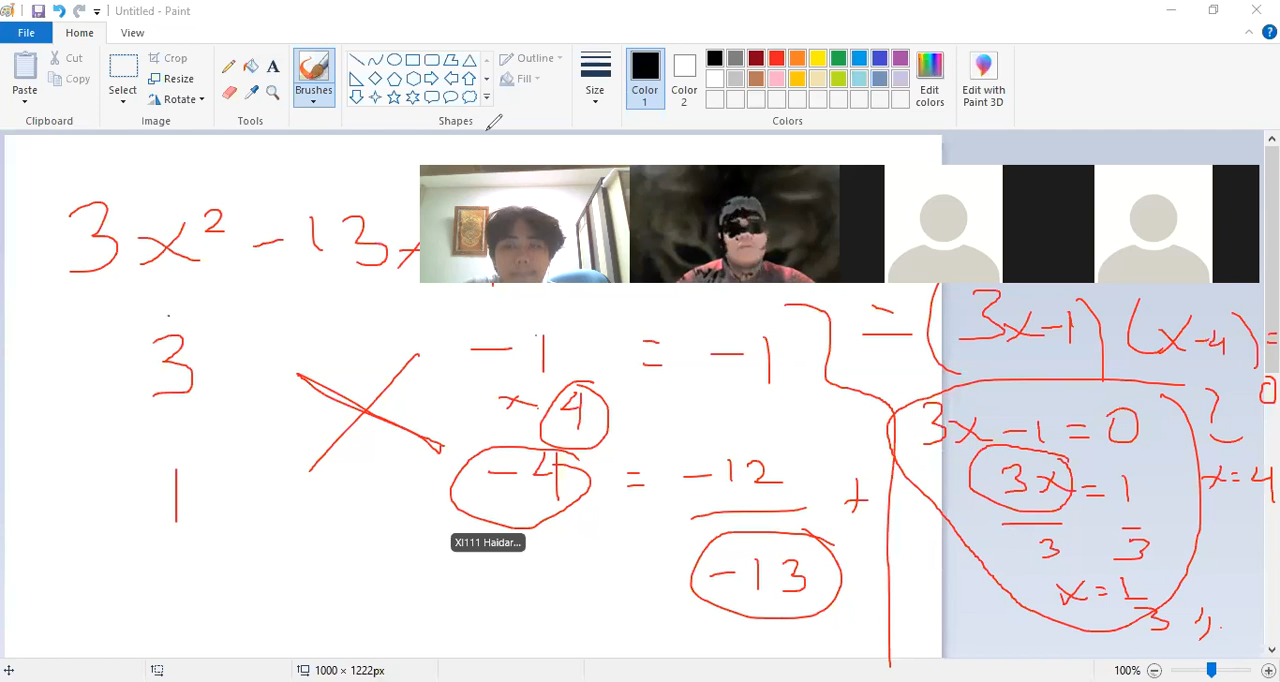 Untitled - Paint
File Home View
Paste Cut Copy Select Crop Resize Rotate A Brushes Outline Fill Size Color 1 Color 2 Edit colors Edit with Paint 3D
Clipboard Image Tools Shapes Colors
3x² - 13x
= (3x-1) (x-4) =
0
3 -1 = -1
× 4
1 -4 = -12 +
-13
3x - 1 = 0
3x = 1
3 3
x = 1
3
x = 4
XI111 Haidar...
1000 × 1222px 100%